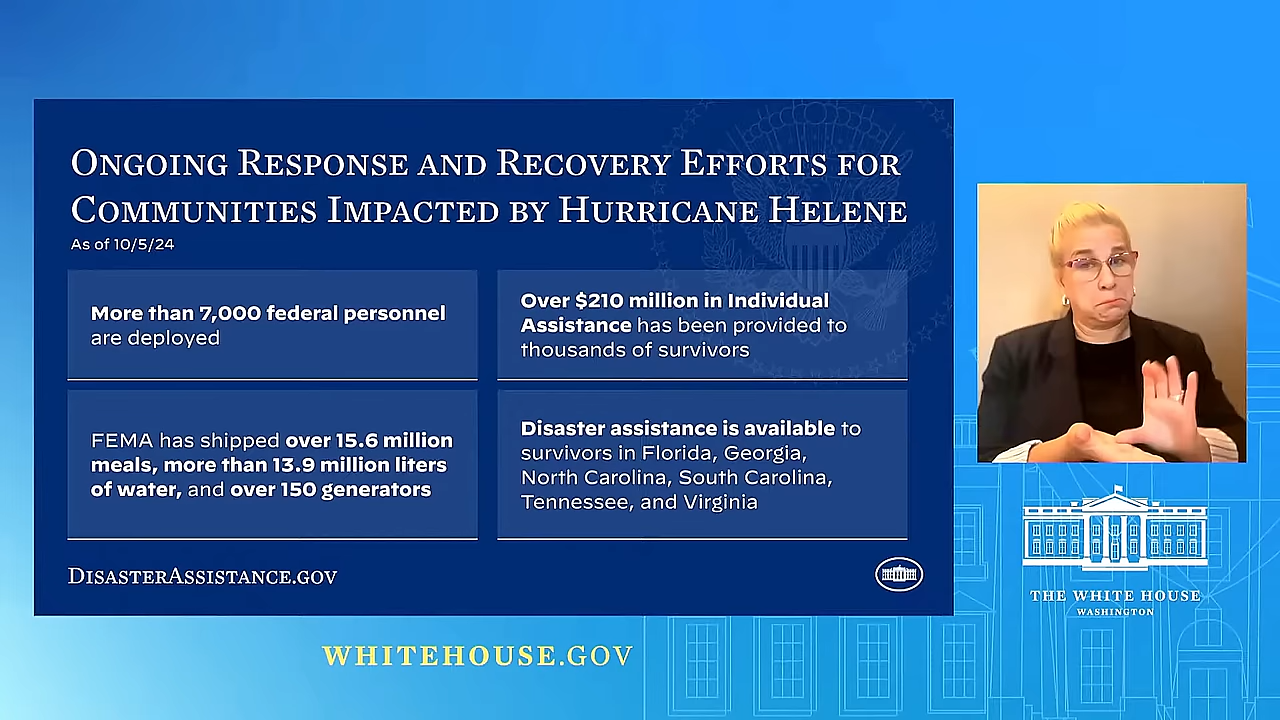 Ongoing Response and Recovery Efforts for
Communities Impacted by Hurricane Helene
As of 10/5/24
More than 7,000 federal personnel
are deployed
Over $210 million in Individual
Assistance has been provided to
thousands of survivors
FEMA has shipped over 15.6 million
meals, more than 13.9 million liters
of water, and over 150 generators
Disaster assistance is available to
survivors in Florida, Georgia,
North Carolina, South Carolina,
Tennessee, and Virginia
DisasterAssistance.gov
THE WHITE HOUSE
WASHINGTON
WHITEHOUSE.GOV